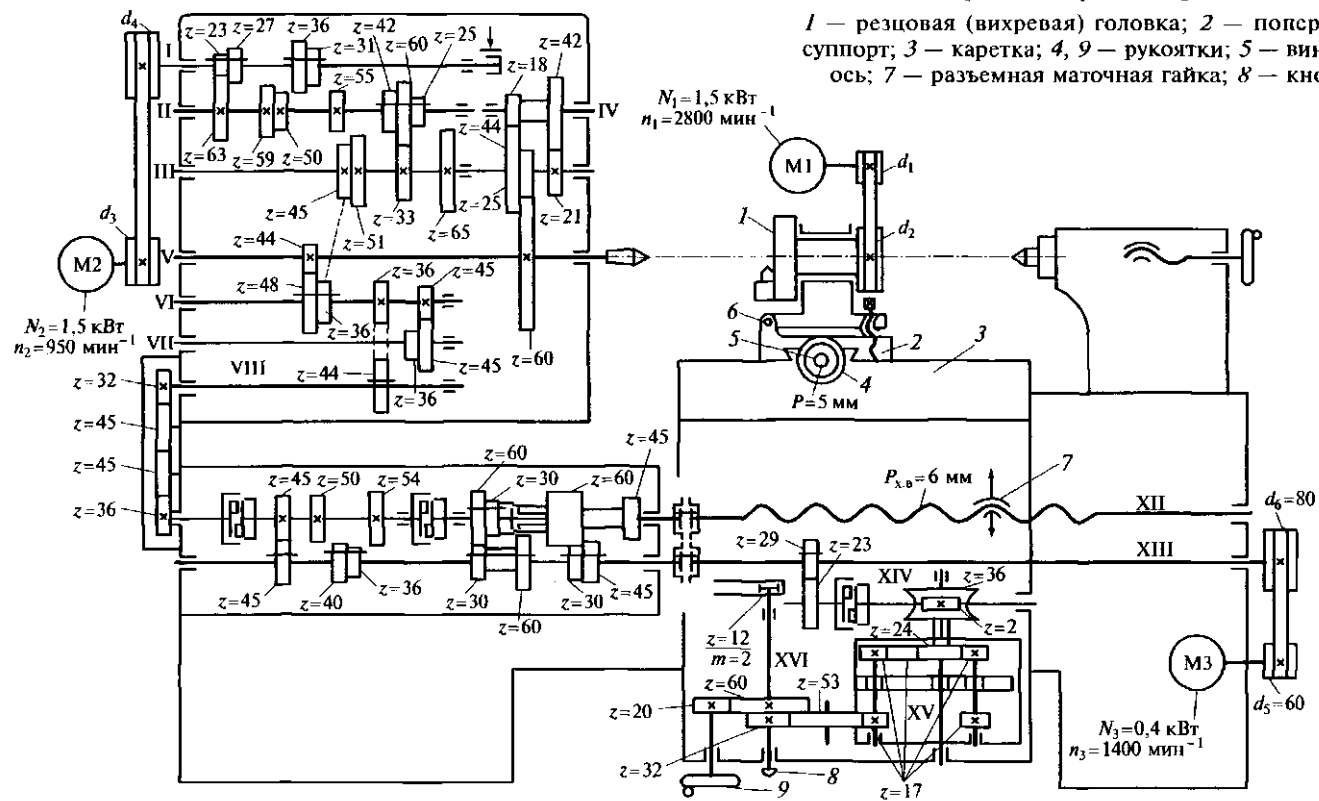 1 — резцовая (вихревая) головка; 2 — попер
суппорт; 3 — каретка; 4, 9 — рукоятки; 5 — вин
ось; 7 — разъемная маточная гайка; 8 — кно
d₄
z=23
z=27
z=36
z=31
z=42
z=60
z=25
z=42
z=18
I
z=55
II
IV
z=44
z=63
z=59
z=50
III
z=45
z=33
z=25
z=21
z=51
z=65
d₃
M2
z=44
V
z=36
z=45
z=48
VI
z=36
N₂=1,5 кВт
n₂=950 мин⁻¹
VII
VIII
z=44
z=36
z=45
z=60
z=32
z=45
z=45
z=36
N₁=1,5 кВт
n₁=2800 мин⁻¹
M1
d₁
1
d₂
6
5
2
3
4
P=5 мм
z=45
z=50
z=54
z=60
z=30
z=60
z=45
Pх.в=6 мм
7
XII
d₆=80
z=29
z=23
XIII
z=45
z=40
z=36
z=30
z=60
z=30
z=45
XIV
z=36
z=12
m=2
z=24
z=2
XVI
M3
z=60
z=53
z=20
XV
d₅=60
N₃=0,4 кВт
n₃=1400 мин⁻¹
z=32
8
9
z=17